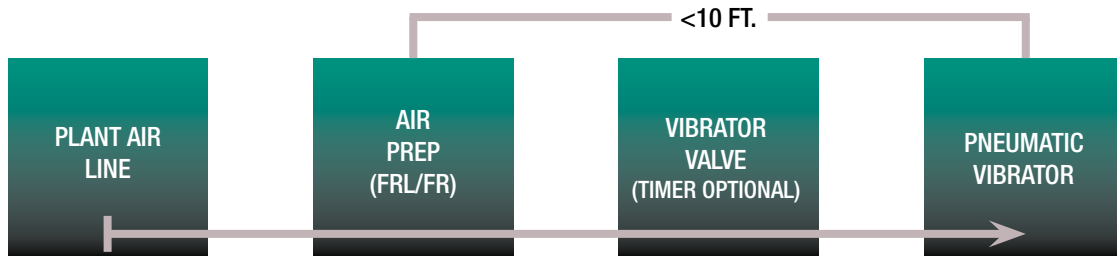 <10 FT.
PLANT AIR
LINE
AIR
PREP
(FRL/FR)
VIBRATOR
VALVE
(TIMER OPTIONAL)
PNEUMATIC
VIBRATOR